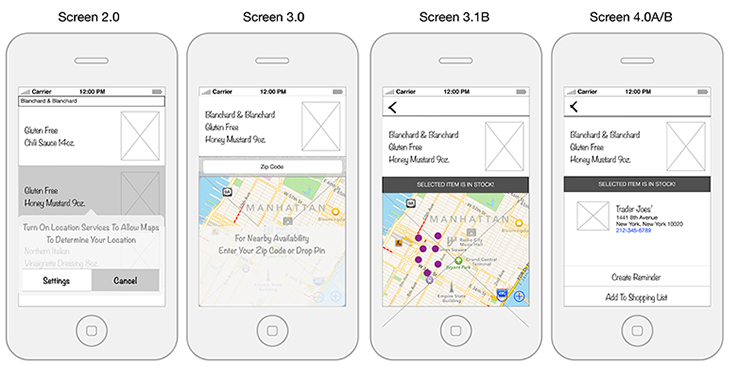 Screen 2.0
Carrier
12:00 PM
Blanchard & Blanchard
Gluten Free
Chili Sauce 14oz.
Gluten Free
Honey Mustard 9oz.
Turn On Location Services To Allow Maps
To Determine Your Location
Northern Italian
Vinaigrette Dressing 8oz.
Settings
Cancel
Screen 3.0
Carrier
12:00 PM
Blanchard & Blanchard
Gluten Free
Honey Mustard 9oz.
Zip Code
MANHATTAN
For Nearby Availability
Enter Your Zip Code or Drop Pin
Screen 3.1B
Carrier
12:00 PM
Blanchard & Blanchard
Gluten Free
Honey Mustard 9oz.
SELECTED ITEM IS IN STOCK!
MANHATTAN
Bloomingdale
Radio City
Music Hall
Times Square
Grand Central
Terminal
Bryant Park
Empire State
Building
Screen 4.0A/B
Carrier
12:00 PM
Blanchard & Blanchard
Gluten Free
Honey Mustard 9oz.
SELECTED ITEM IS IN STOCK!
Trader Joes'
1441 8th Avenue
New York, New York 10020
212-345-6789
Create Reminder
Add To Shopping List